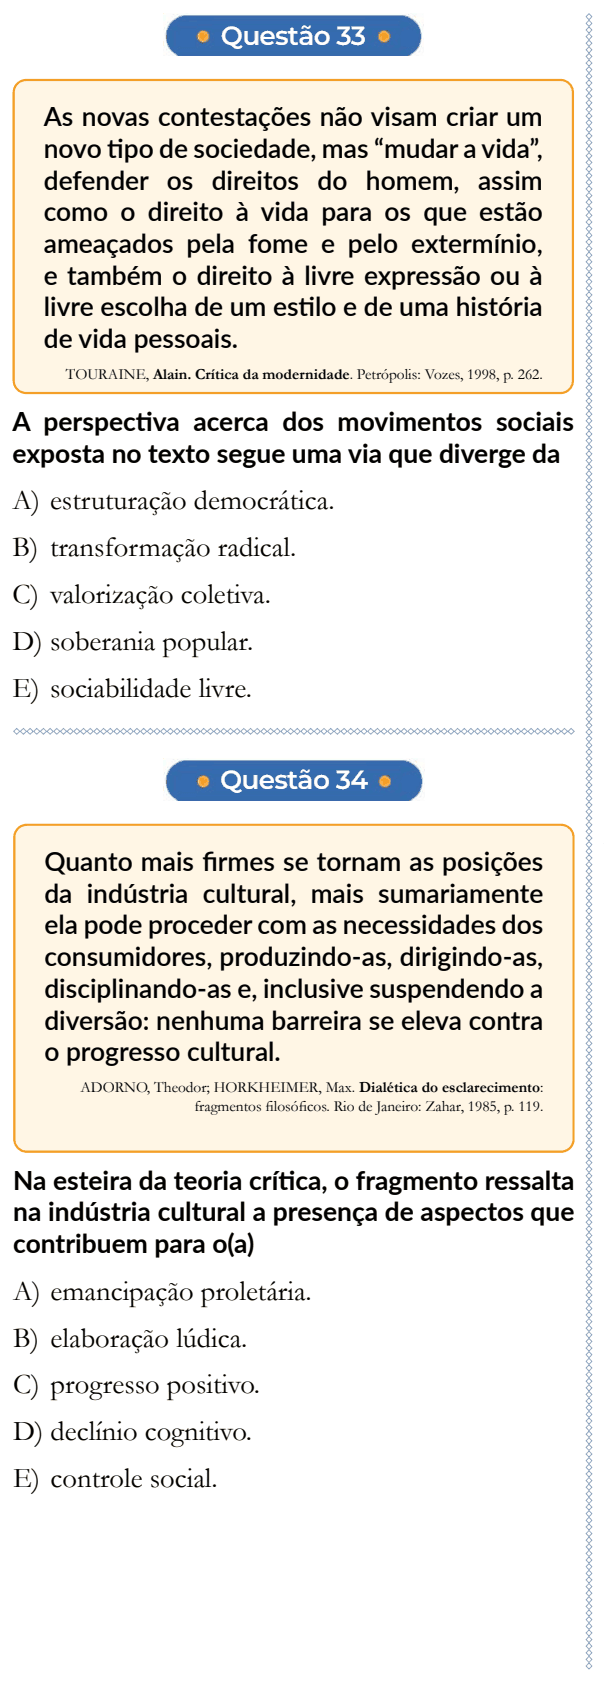 Questão 33
As novas contestações não visam criar um
novo tipo de sociedade, mas “mudar a vida”,
defender os direitos do homem, assim
como o direito à vida para os que estão
ameaçados pela fome e pelo extermínio,
e também o direito à livre expressão ou à
livre escolha de um estilo e de uma história
de vida pessoais.
TOURAINE, Alain. Crítica da modernidade. Petrópolis: Vozes, 1998, p. 262.
A perspectiva acerca dos movimentos sociais
exposta no texto segue uma via que diverge da
A) estruturação democrática.
B) transformação radical.
C) valorização coletiva.
D) soberania popular.
E) sociabilidade livre.
Questão 34
Quanto mais firmes se tornam as posições
da indústria cultural, mais sumariamente
ela pode proceder com as necessidades dos
consumidores, produzindo-as, dirigindo-as,
disciplinando-as e, inclusive suspendendo a
diversão: nenhuma barreira se eleva contra
o progresso cultural.
ADORNO, Theodor; HORKHEIMER, Max. Dialética do esclarecimento:
fragmentos filosóficos. Rio de Janeiro: Zahar, 1985, p. 119.
Na esteira da teoria crítica, o fragmento ressalta
na indústria cultural a presença de aspectos que
contribuem para o(a)
A) emancipação proletária.
B) elaboração lúdica.
C) progresso positivo.
D) declínio cognitivo.
E) controle social.